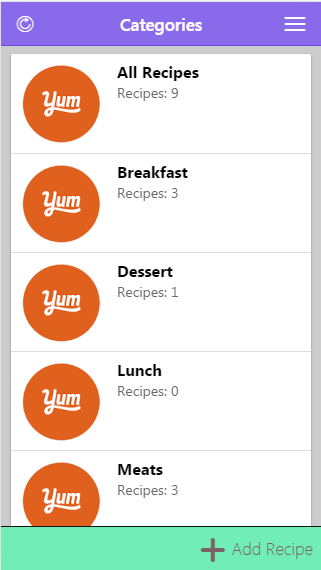 Categories
Yum
All Recipes
Recipes: 9
Yum
Breakfast
Recipes: 3
Yum
Dessert
Recipes: 1
Yum
Lunch
Recipes: 0
Yum
Meats
Recipes: 3
Add Recipe